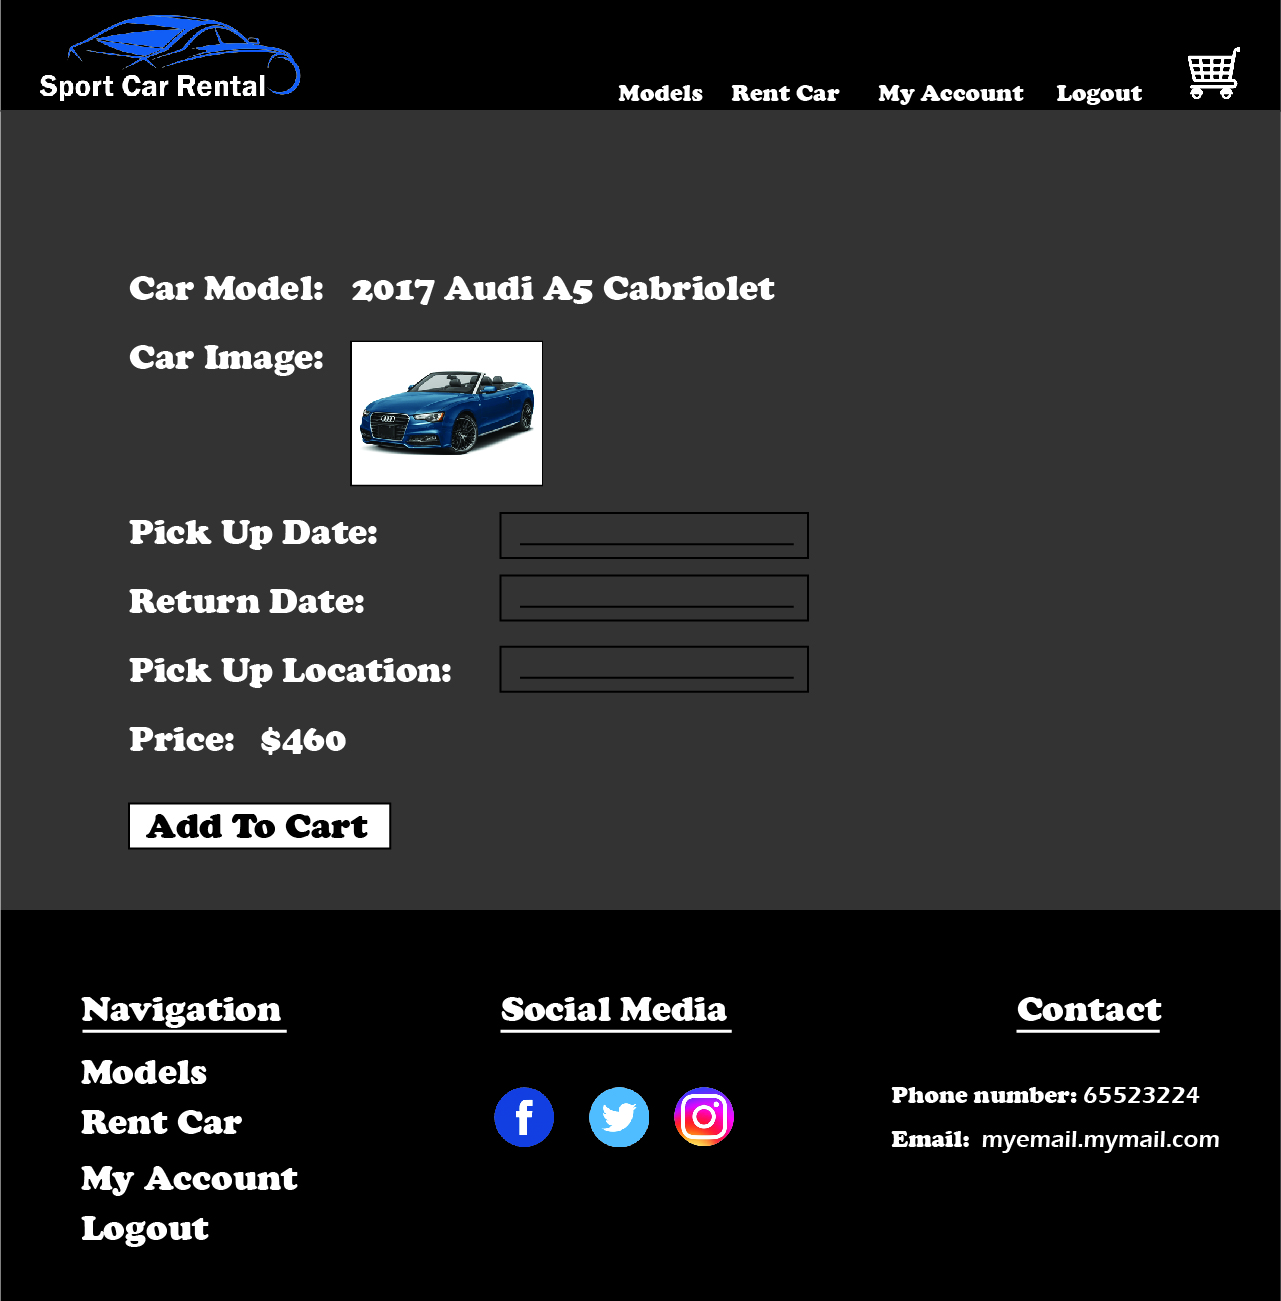 Sport Car Rental
Models Rent Car My Account Logout
Car Model: 2017 Audi A5 Cabriolet
Car Image:
Pick Up Date:
Return Date:
Pick Up Location:
Price: $460
Add To Cart
Navigation
Models
Rent Car
My Account
Logout
Social Media
Contact
Phone number: 65523224
Email: myemail.mymail.com